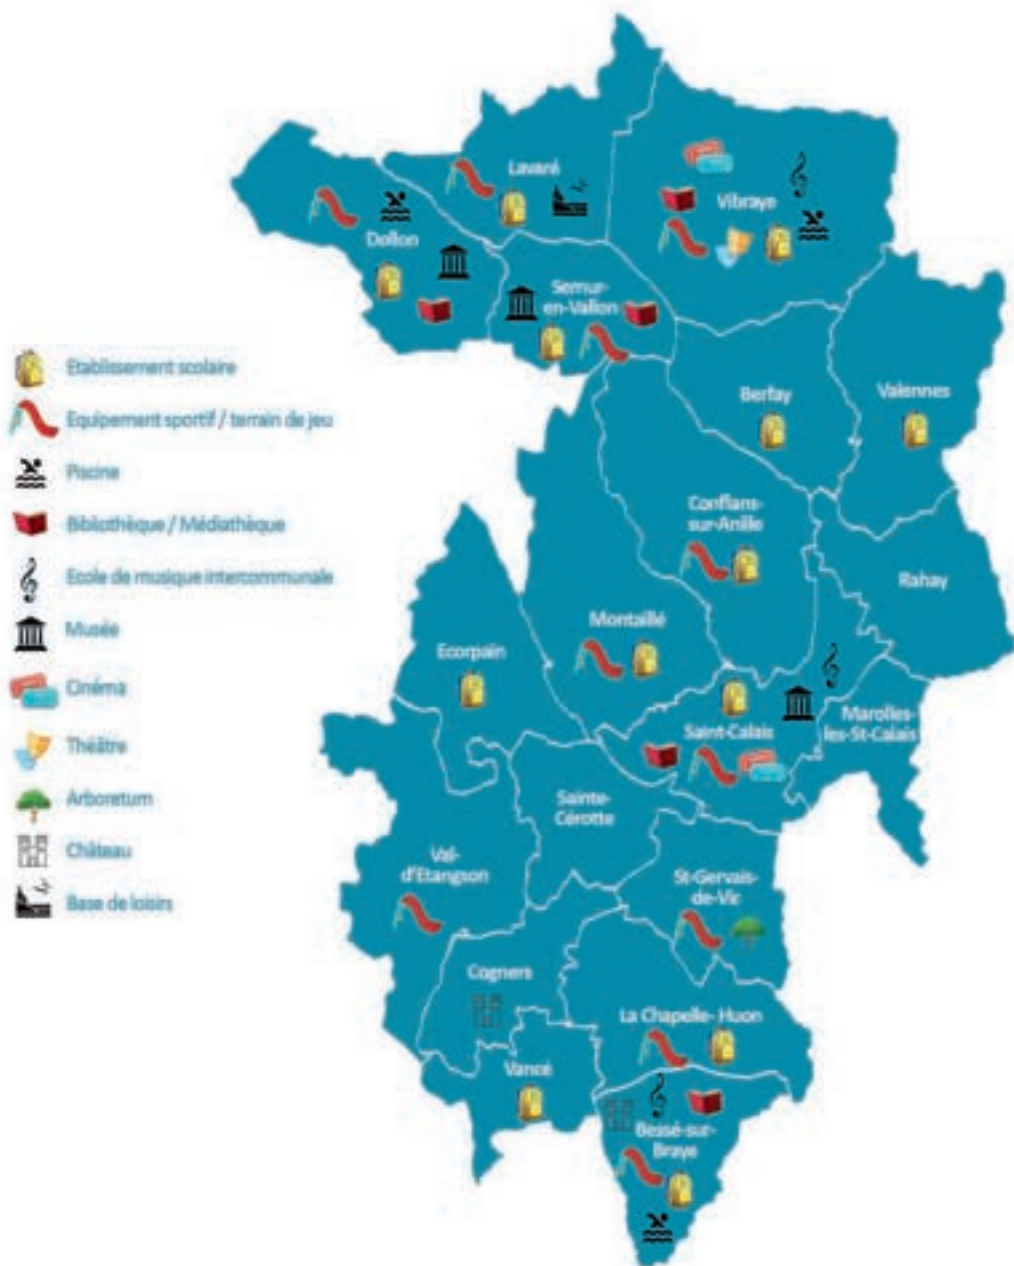 Lavaré
Vibraye
Dollon
Semur-
en-Vallon
Etablissement scolaire
Equipement sportif / terrain de jeu
Piscine
Bibliothèque / Médiathèque
Ecole de musique intercommunale
Musée
Cinéma
Théâtre
Arboretum
Château
Base de loisirs
Berfay
Valennes
Conflans-
sur-Anille
Rahay
Montaillé
Ecorpain
Saint-Calais
Marolles-
les-St-Calais
Sainte-
Cérotte
Val-
d'Etangson
St-Gervais-
de-Vic
Cogners
La Chapelle- Huon
Vancé
Bessé-sur-
Braye